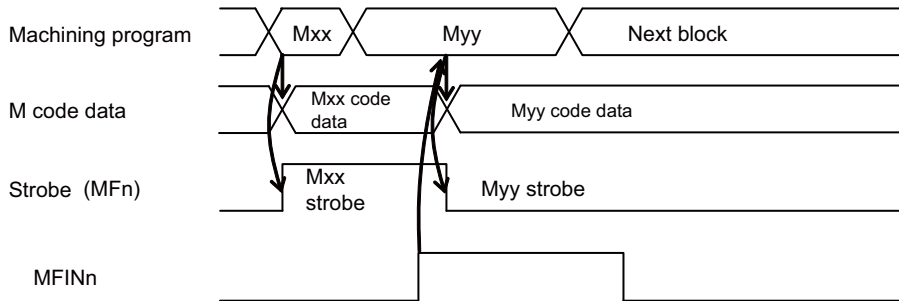 Machining program
Mxx
Myy
Next block
M code data
Mxx code
data
Myy code data
Strobe (MFn)
Mxx
strobe
Myy strobe
MFINn